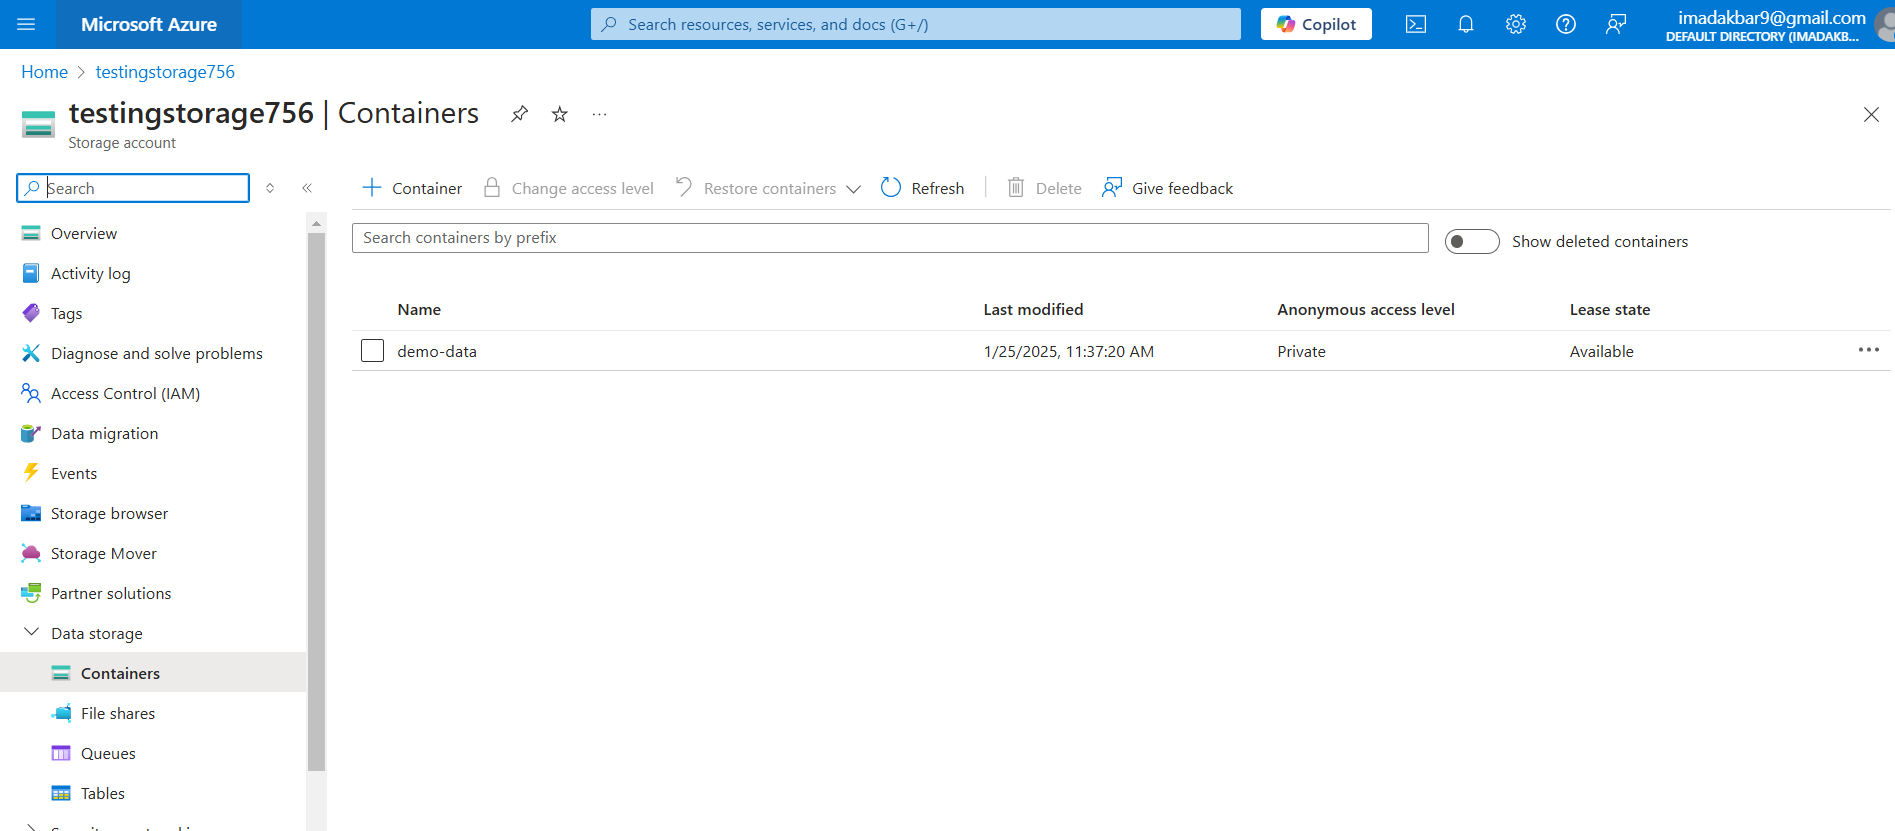 Microsoft Azure
Search resources, services, and docs (G+/)
Copilot
imadakbar9@gmail.com
DEFAULT DIRECTORY (IMADAKB...
Home > testingstorage756
testingstorage756 | Containers
...
Storage account
Search
Container
Change access level
Restore containers
Refresh
Delete
Give feedback
Search containers by prefix
Show deleted containers
Overview
Activity log
Tags
Diagnose and solve problems
Access Control (IAM)
Data migration
Events
Storage browser
Storage Mover
Partner solutions
Data storage
Containers
File shares
Queues
Tables
Name Last modified Anonymous access level Lease state
demo-data 1/25/2025, 11:37:20 AM Private Available